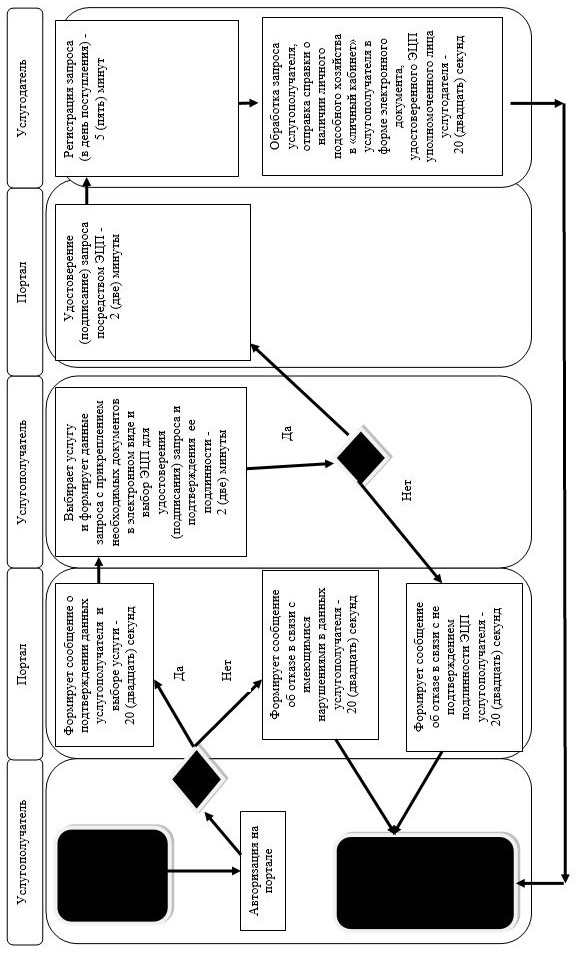 Услугополучатель
Портал
Услугополучатель
Портал
Услугодатель
Авторизация на
портале
Формирует сообщение о
подтверждении данных
услугополучателя и
выборе услуги -
20 (двадцать) секунд
Да
Нет
Формирует сообщение
об отказе в связи с
имеющимися
нарушениями в данных
услугополучателя -
20 (двадцать) секунд
Формирует сообщение
об отказе в связи с не
подтверждением
подлинности ЭЦП
услугополучателя -
20 (двадцать) секунд
Выбирает услугу
и формирует данные
запроса с прикреплением
необходимых документов
в электронном виде и
выбор ЭЦП для
удостоверения
(подписания) запроса и
подтверждения ее
подлинности -
2 (две) минуты
Да
Нет
Удостоверение
(подписание) запроса
посредством ЭЦП -
2 (две) минуты
Регистрация запроса
(в день поступления) -
5 (пять) минут
Обработка запроса
услугополучателя,
отправка справки о
наличии личного
подсобного хозяйства
в «личный кабинет»
услугополучателя в
форме электронного
документа,
удостоверенного ЭЦП
уполномоченного лица
услугодателя -
20 (двадцать) секунд